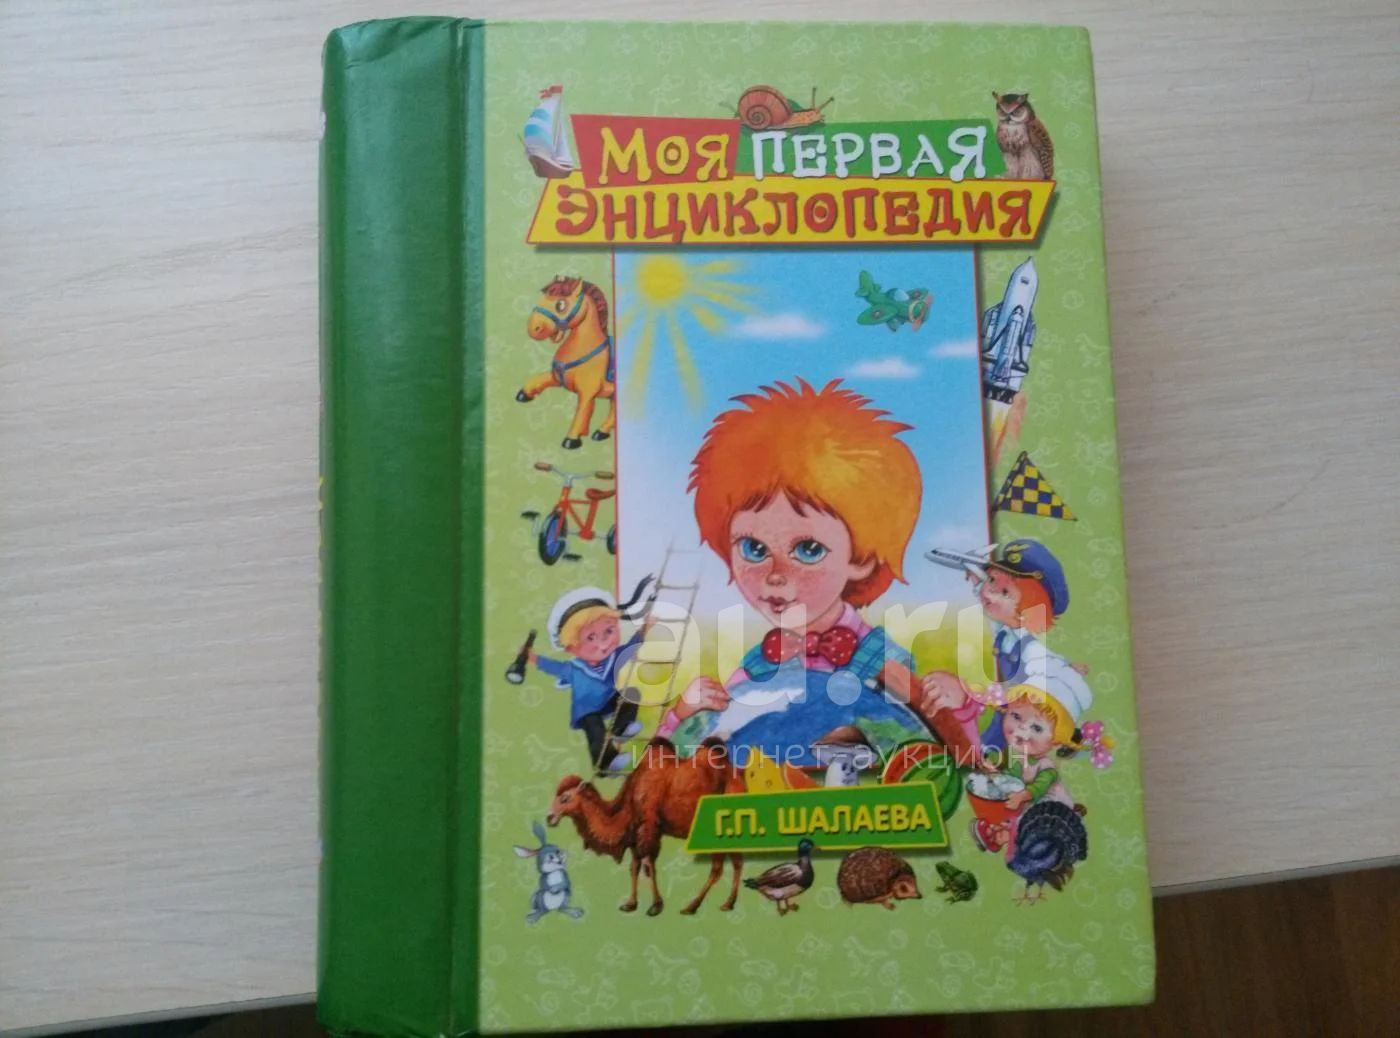 МОЯ ПЕРВАЯ
ЭНЦИКЛОПЕДИЯ
au.ru
интернет-аукцион
Г.П. ШАЛАЕВА